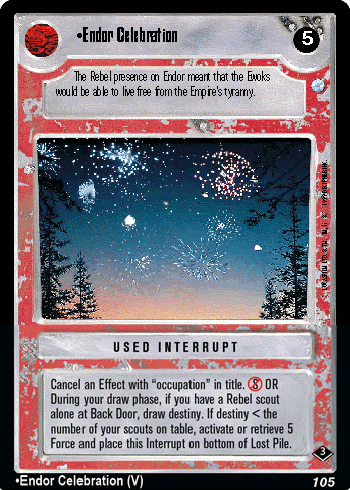 •Endor Celebration
5
The Rebel presence on Endor meant that the Ewoks
would be able to live free from the Empire's tyranny.
USED INTERRUPT
Cancel an Effect with “occupation” in title. OR
During your draw phase, if you have a Rebel scout
alone at Back Door, draw destiny. If destiny < the
number of your scouts on table, activate or retrieve 5
Force and place this Interrupt on bottom of Lost Pile.
3
•Endor Celebration (V)
105